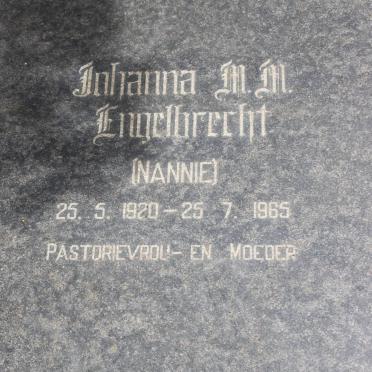 Johanna M. M.
Engelbrecht
(NANNIE)
25. 5. 1920 — 25. 7. 1965
PASTORIEVROU- EN MOEDER